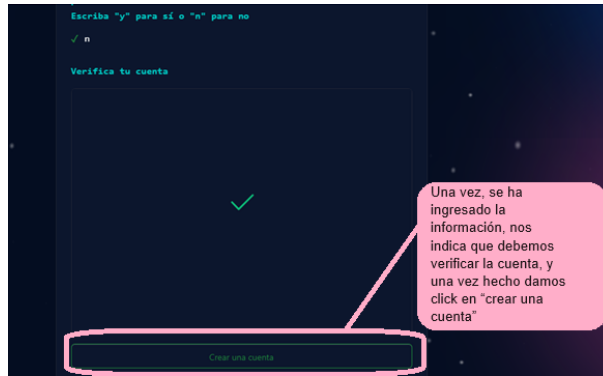 Escriba "y" para sí o "n" para no
✓ n
Verifica tu cuenta
Una vez, se ha
ingresado la
información, nos
indica que debemos
verificar la cuenta, y
una vez hecho damos
click en “crear una
cuenta”
Crear una cuenta